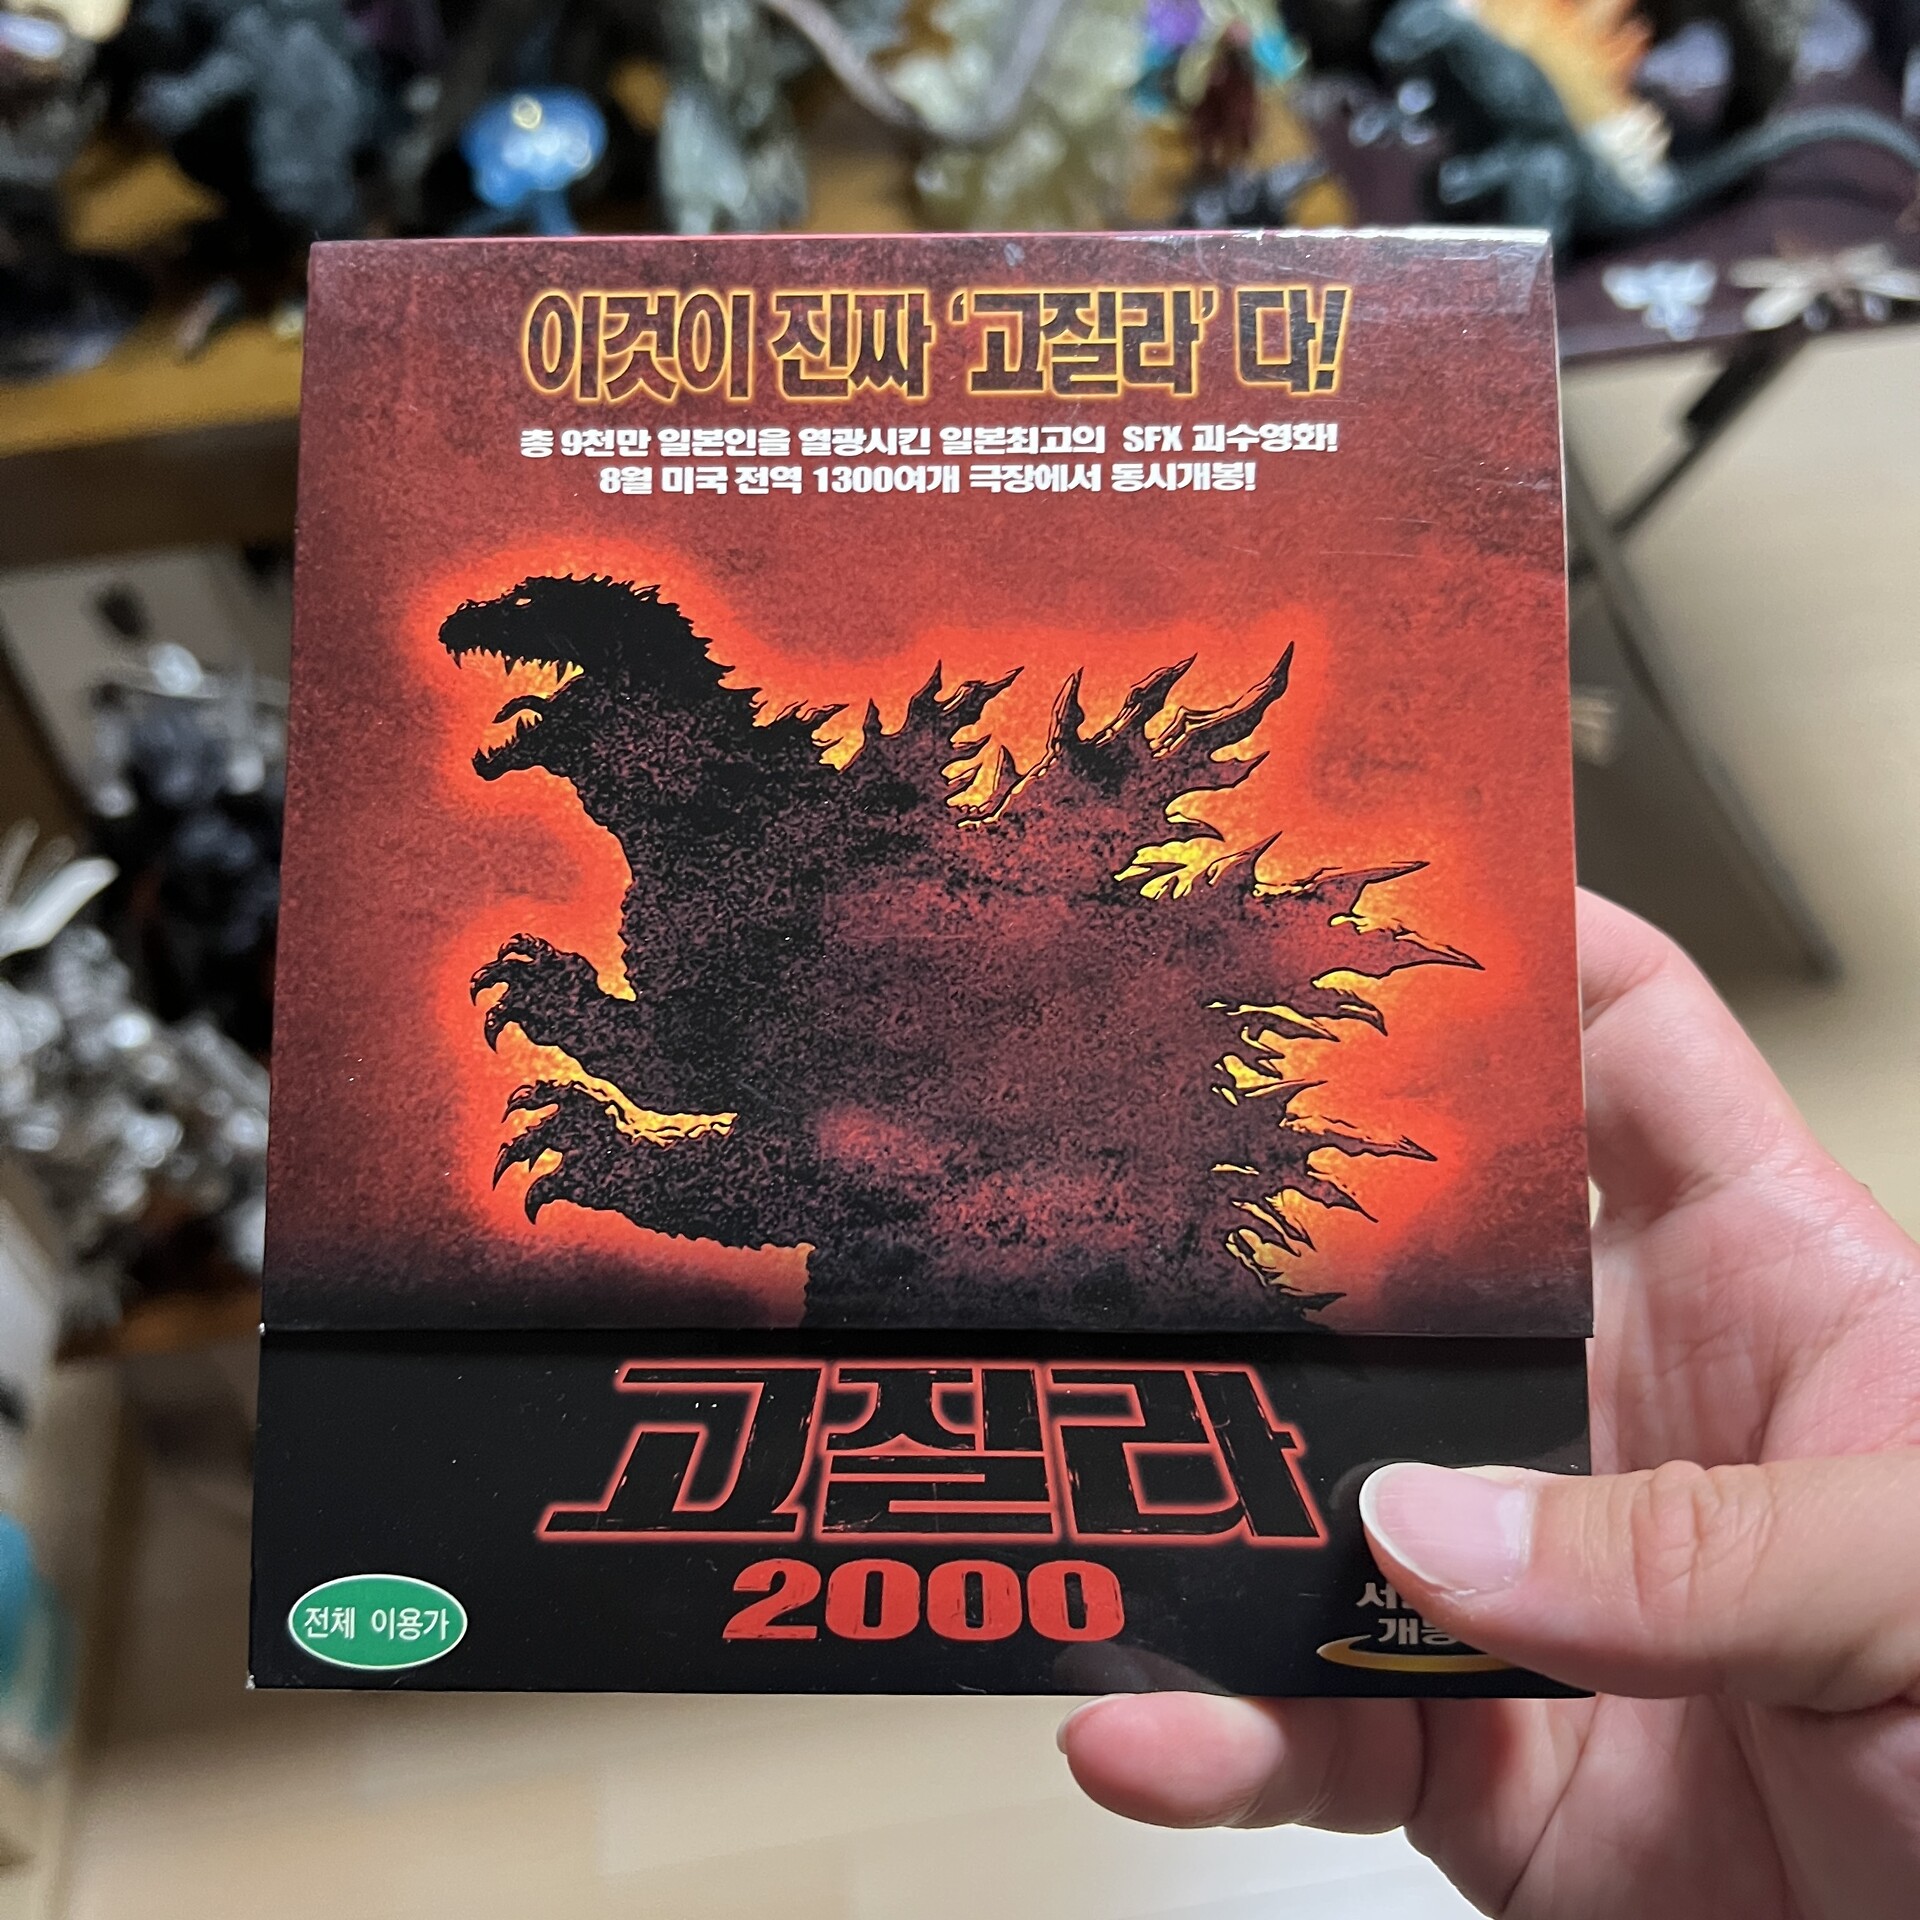 이것이 진짜 '고질라' 다!
총 9천만 일본인을 열광시킨 일본최고의 SFX 괴수영화!
8월 미국 전역 1300여개 극장에서 동시개봉!
고질라
2000
전체 이용가